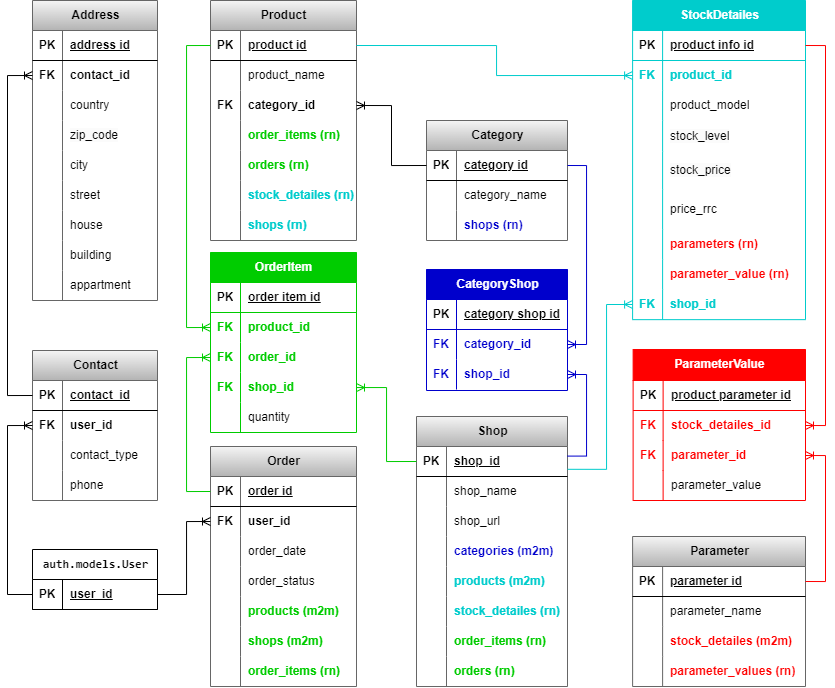 Address
PK address id
FK contact_id
country
zip_code
city
street
house
building
appartment
Contact
PK contact_id
FK user_id
contact_type
phone
auth.models.User
PK user_id
Product
PK product id
product_name
FK category_id
order_items (rn)
orders (rn)
stock_detailes (rn)
shops (rn)
OrderItem
PK order item id
FK product_id
FK order_id
FK shop_id
quantity
Order
PK order id
FK user_id
order_date
order_status
products (m2m)
shops (m2m)
order_items (rn)
Category
PK category id
category_name
shops (rn)
CategoryShop
PK category shop id
FK category_id
FK shop_id
Shop
PK shop_id
shop_name
shop_url
categories (m2m)
products (m2m)
stock_detailes (rn)
order_items (rn)
orders (rn)
StockDetailes
PK product info id
FK product_id
product_model
stock_level
stock_price
price_rrc
parameters (rn)
parameter_value (rn)
FK shop_id
ParameterValue
PK product parameter id
FK stock_detailes_id
FK parameter_id
parameter_value
Parameter
PK parameter id
parameter_name
stock_detailes (m2m)
parameter_values (rn)